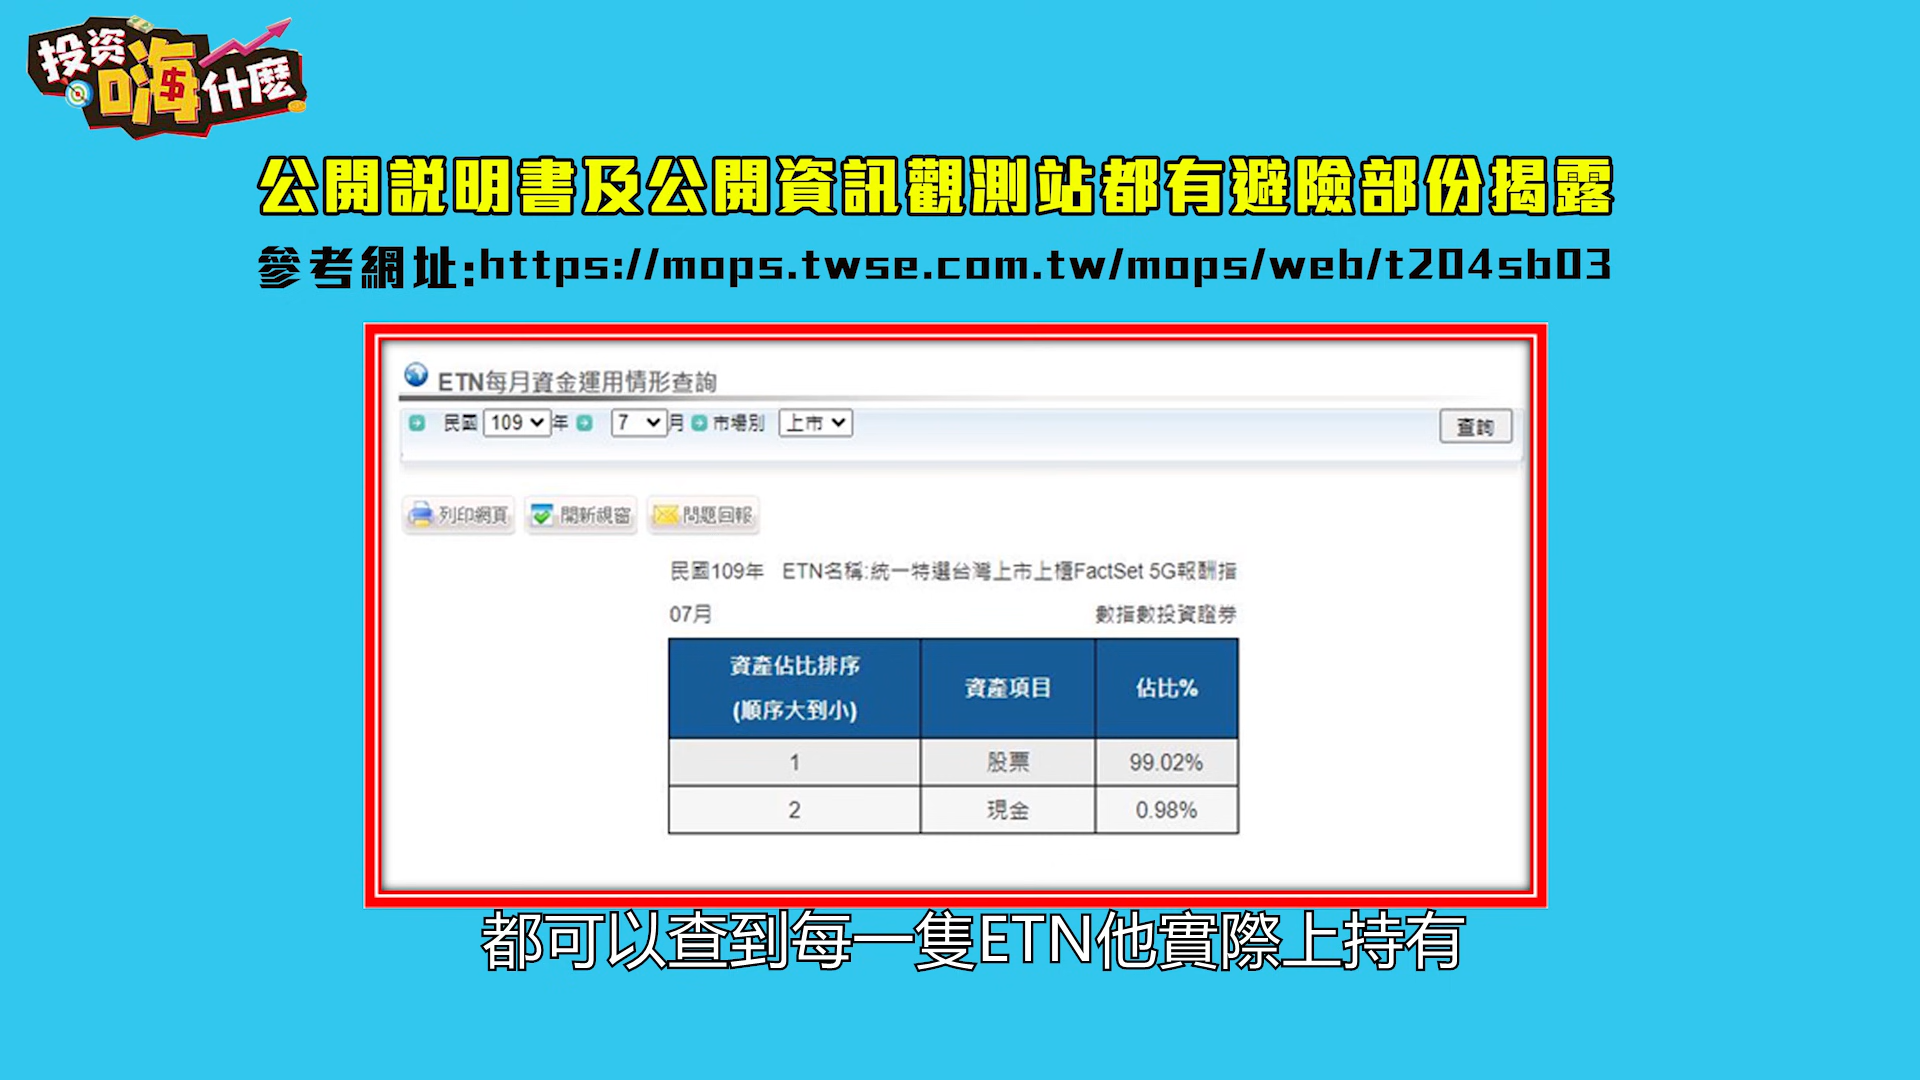 投资
嗨
什麼
公開説明書及公開資訊觀測站都有避險部份揭露
參考網址:https://mops.twse.com.tw/mops/web/t204sb03
ETN每月資金運用情形查詢
民國 109 年 7 月 市場別 上市 查詢
列印網頁 開新視窗 問題回報
民國109年 ETN名稱:統一特選台灣上市上櫃FactSet 5G報酬指
07月 數指數投資證券
資產佔比排序
(順序大到小)
資產項目
佔比%
1 股票 99.02%
2 現金 0.98%
都可以查到每一隻ETN他實際上持有